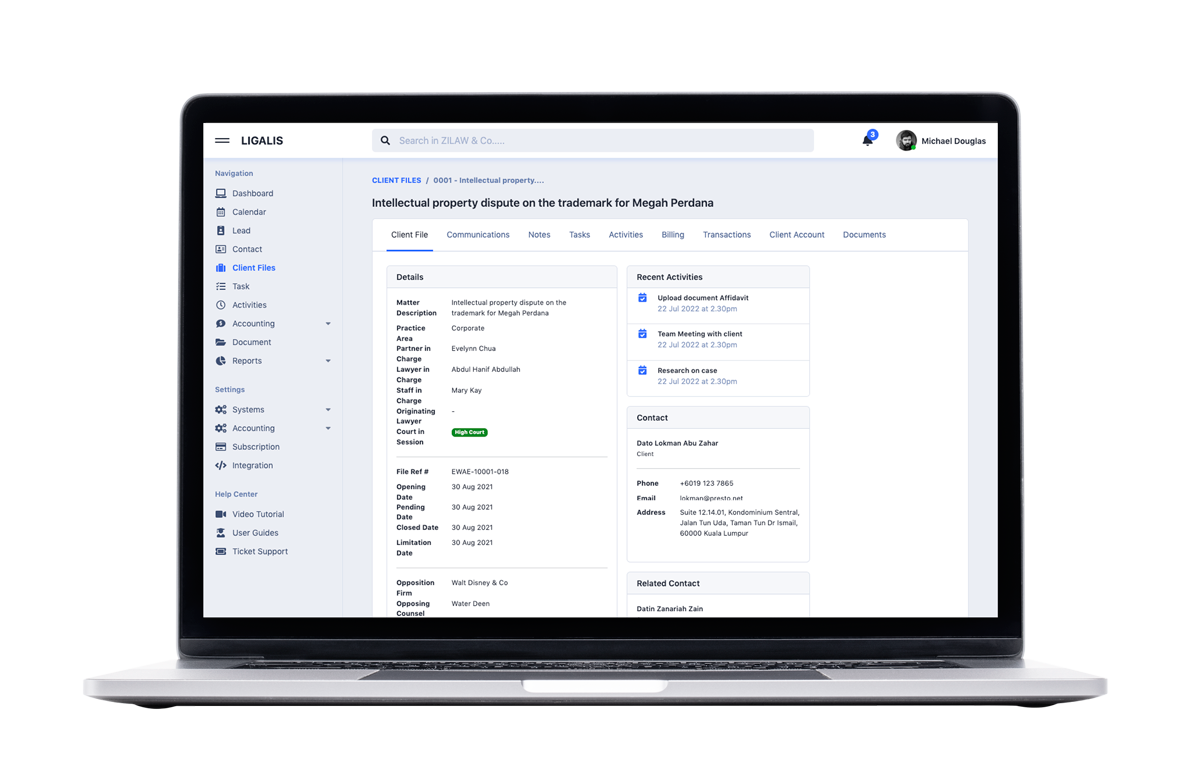 LIGALIS
Search in ZILAW & Co.....
3
Michael Douglas
Navigation
Dashboard
Calendar
Lead
Contact
Client Files
Task
Activities
Accounting
Document
Reports
Settings
Systems
Accounting
Subscription
Integration
Help Center
Video Tutorial
User Guides
Ticket Support
CLIENT FILES / 0001 - Intellectual property....
Intellectual property dispute on the trademark for Megah Perdana
Client File Communications Notes Tasks Activities Billing Transactions Client Account Documents
Details
Matter Description
Intellectual property dispute on the
trademark for Megah Perdana
Practice Area
Corporate
Partner in Charge
Evelynn Chua
Lawyer in Charge
Abdul Hanif Abdullah
Staff in Charge
Mary Kay
Originating Lawyer
-
Court in Session
High Court
File Ref # EWAE-10001-018
Opening Date
30 Aug 2021
Pending Date
30 Aug 2021
Closed Date 30 Aug 2021
Limitation Date
30 Aug 2021
Opposition Firm
Walt Disney & Co
Opposing Counsel
Water Deen
Recent Activities
Upload document Affidavit
22 Jul 2022 at 2.30pm
Team Meeting with client
22 Jul 2022 at 2.30pm
Research on case
22 Jul 2022 at 2.30pm
Contact
Dato Lokman Abu Zahar
Client
Phone +6019 123 7865
Email lokman@presto.net
Address Suite 12.14.01, Kondominium Sentral,
Jalan Tun Uda, Taman Tun Dr Ismail,
60000 Kuala Lumpur
Related Contact
Datin Zanariah Zain